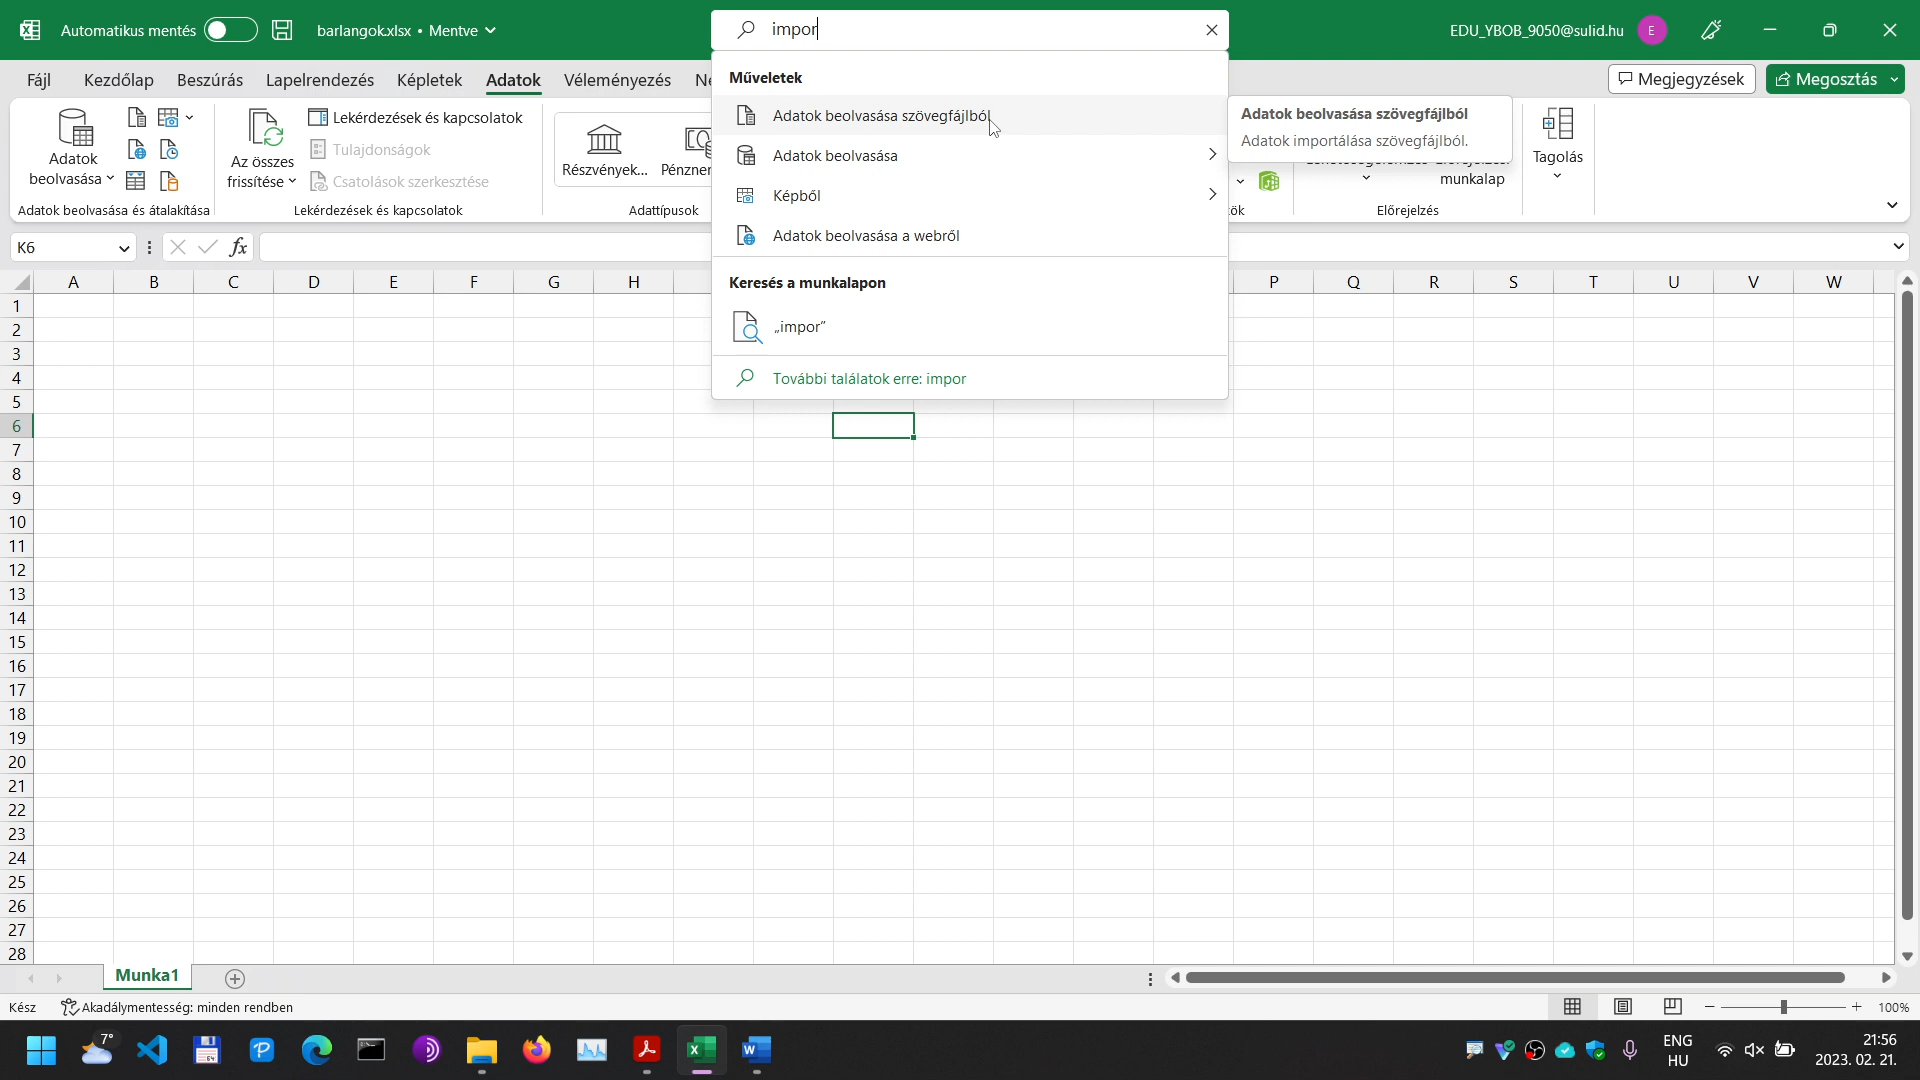 Automatikus mentés
barlangok.xlsx • Mentve
impor
EDU_YBOB_9050@sulid.hu
E
Fájl Kezdőlap Beszúrás Lapelrendezés Képletek Adatok Véleményezés
Megjegyzések
Megosztás
Adatok
beolvasása
Adatok beolvasása és átalakítása
Az összes
frissítése
Lekérdezések és kapcsolatok
Tulajdonságok
Csatolások szerkesztése
Lekérdezések és kapcsolatok
Részvények...
Adattípusok
Műveletek
Adatok beolvasása szövegfájlból
Adatok beolvasása
Képből
Adatok beolvasása a webről
Keresés a munkalapon
„impor”
További találatok erre: impor
Adatok beolvasása szövegfájlból
Adatok importálása szövegfájlból.
munkalap
Előrejelzés
Tagolás
K6
fx
A B C D E F G H P Q R S T U V W
1
2
3
4
5
6
7
8
9
10
11
12
13
14
15
16
17
18
19
20
21
22
23
24
25
26
27
28
Munka1
Kész
Akadálymentesség: minden rendben
100%
7°
ENG
HU
21:56
2023. 02. 21.